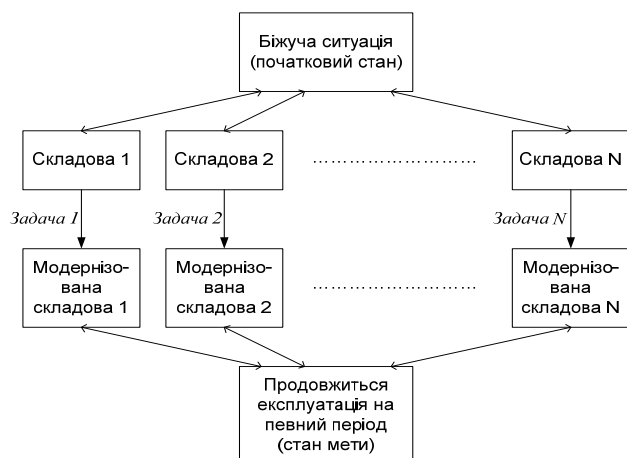 Біжуча ситуація
(початковий стан)
Складова 1
Складова 2
............................
Складова N
Задача 1
Задача 2
Задача N
Модернізо-
вана
складова 1
Модернізо-
вана
складова 2
............................
Модернізо-
вана
складова N
Продовжиться
експлуатація на
певний період
(стан мети)